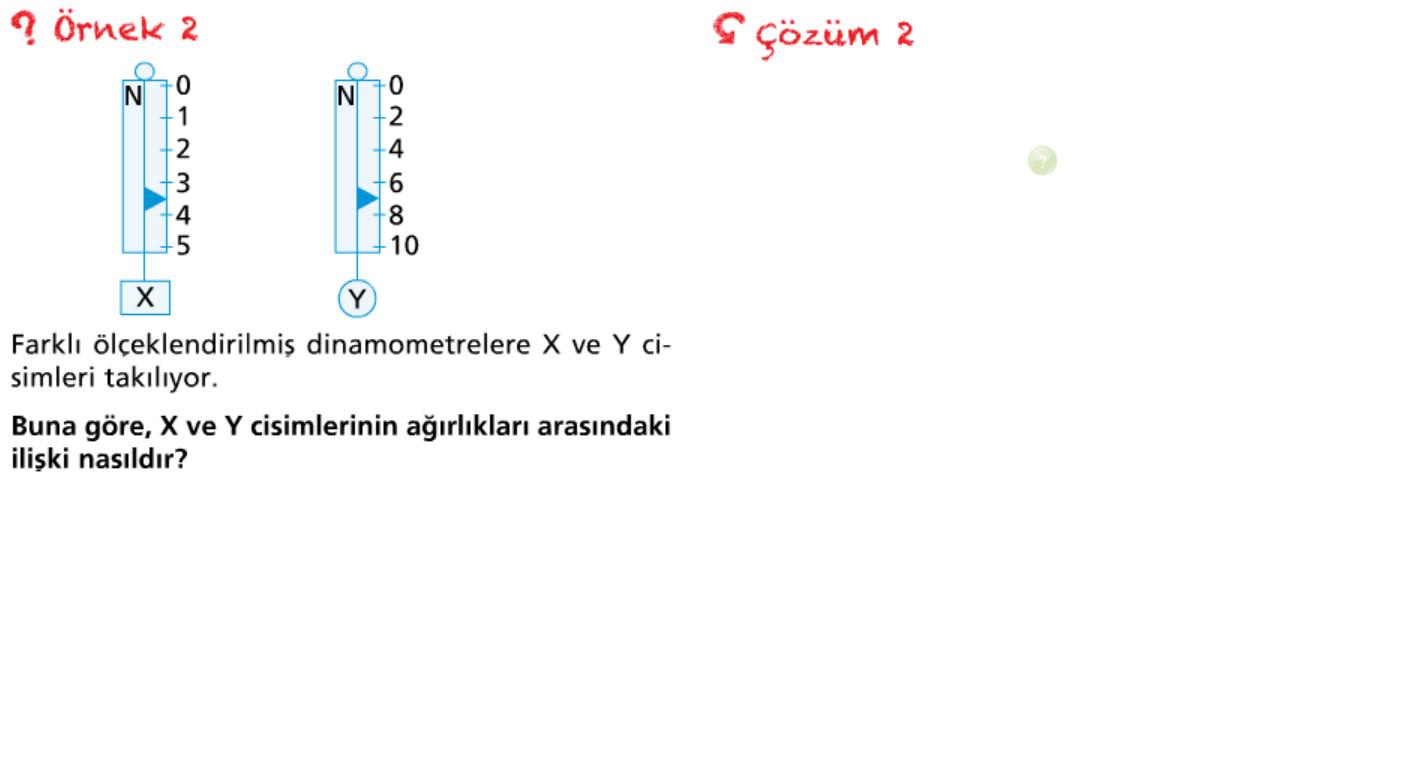 ? Örnek 2
N
0
1
2
3
4
5
X
N
0
2
4
6
8
10
Y
Farklı ölçeklendirilmiş dinamometrelere X ve Y ci-
simleri takılıyor.
Buna göre, X ve Y cisimlerinin ağırlıkları arasındaki
ilişki nasıldır?
Çözüm 2
?